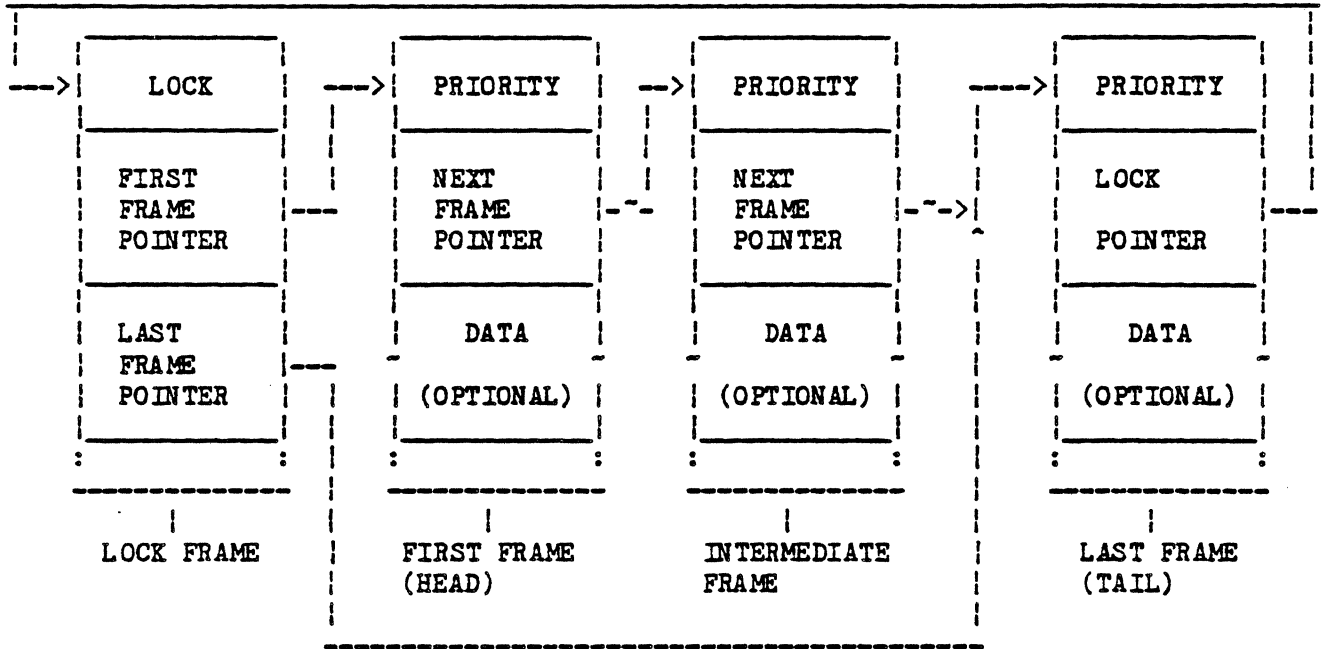 LOCK
FIRST
FRAME
POINTER
LAST
FRAME
POINTER
LOCK FRAME
PRIORITY
NEXT
FRAME
POINTER
DATA
(OPTIONAL)
FIRST FRAME
(HEAD)
PRIORITY
NEXT
FRAME
POINTER
DATA
(OPTIONAL)
INTERMEDIATE
FRAME
PRIORITY
LOCK
POINTER
DATA
(OPTIONAL)
LAST FRAME
(TAIL)